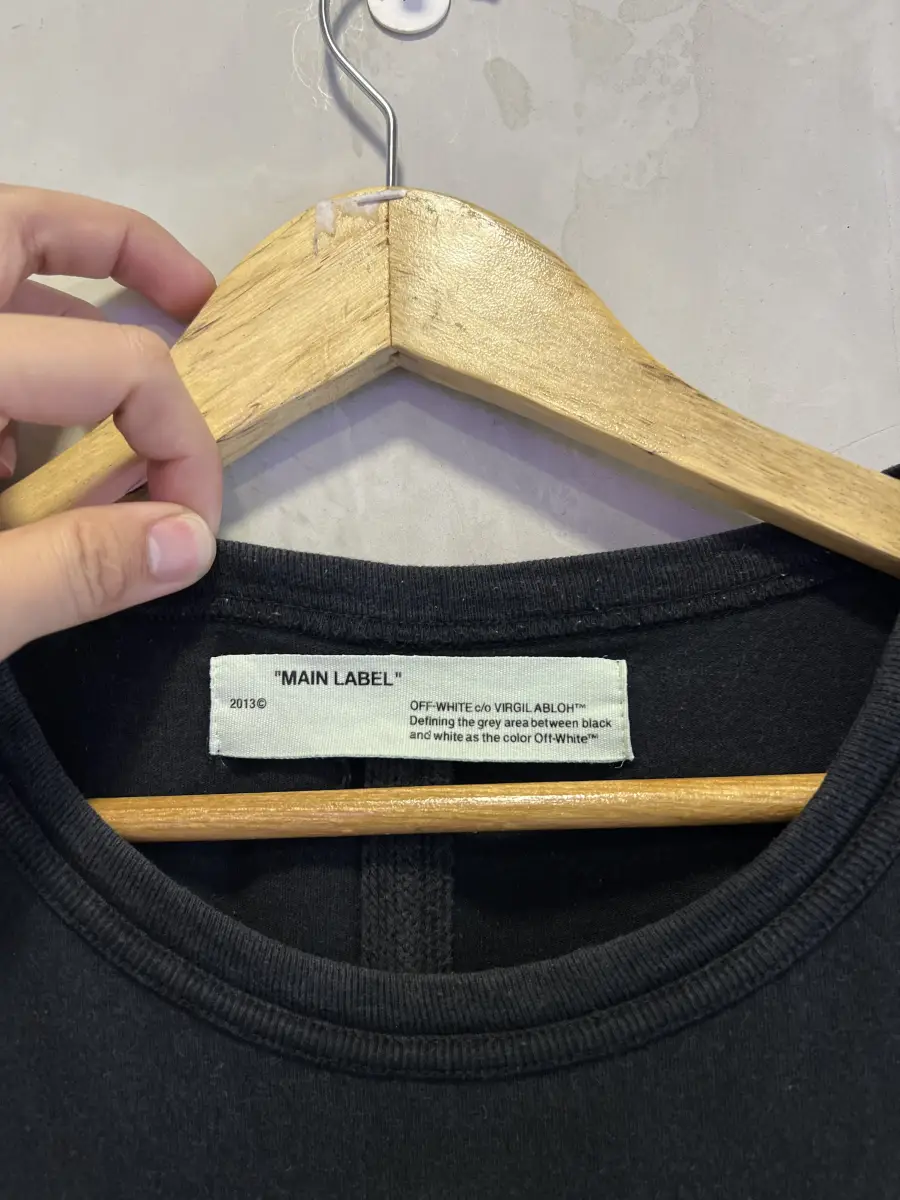 "MAIN LABEL"
2013©
OFF-WHITE c/o VIRGIL ABLOH™
Defining the grey area between black
and white as the color Off-White™